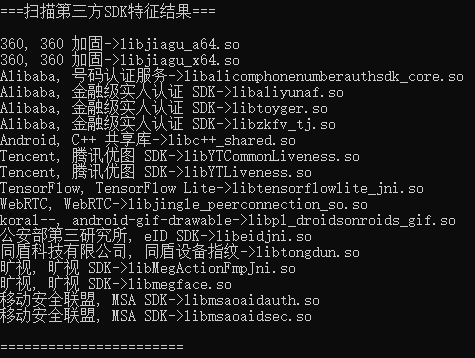 ===扫描第三方SDK特征结果===
360, 360 加固->libjiagu_a64.so
360, 360 加固->libjiagu_x64.so
Alibaba, 号码认证服务->libalicomphonenumberauthsdk_core.so
Alibaba, 金融级实人认证 SDK->libaliyunaf.so
Alibaba, 金融级实人认证 SDK->libtoyger.so
Alibaba, 金融级实人认证 SDK->libzkfv_tj.so
Android, C++ 共享库->libc++_shared.so
Tencent, 腾讯优图 SDK->libYTCommonLiveness.so
Tencent, 腾讯优图 SDK->libYTLiveness.so
TensorFlow, TensorFlow Lite->libtensorflowlite_jni.so
WebRTC, WebRTC->libjingle_peerconnection_so.so
koral--, android-gif-drawable->libpl_droidsonroids_gif.so
公安部第三研究所, eID SDK->libeidjni.so
同盾科技有限公司, 同盾设备指纹->libtongdun.so
旷视, 旷视 SDK->libMegActionFmpJni.so
旷视, 旷视 SDK->libmegface.so
移动安全联盟, MSA SDK->libmsaoaidauth.so
移动安全联盟, MSA SDK->libmsaoaidsec.so
=======================